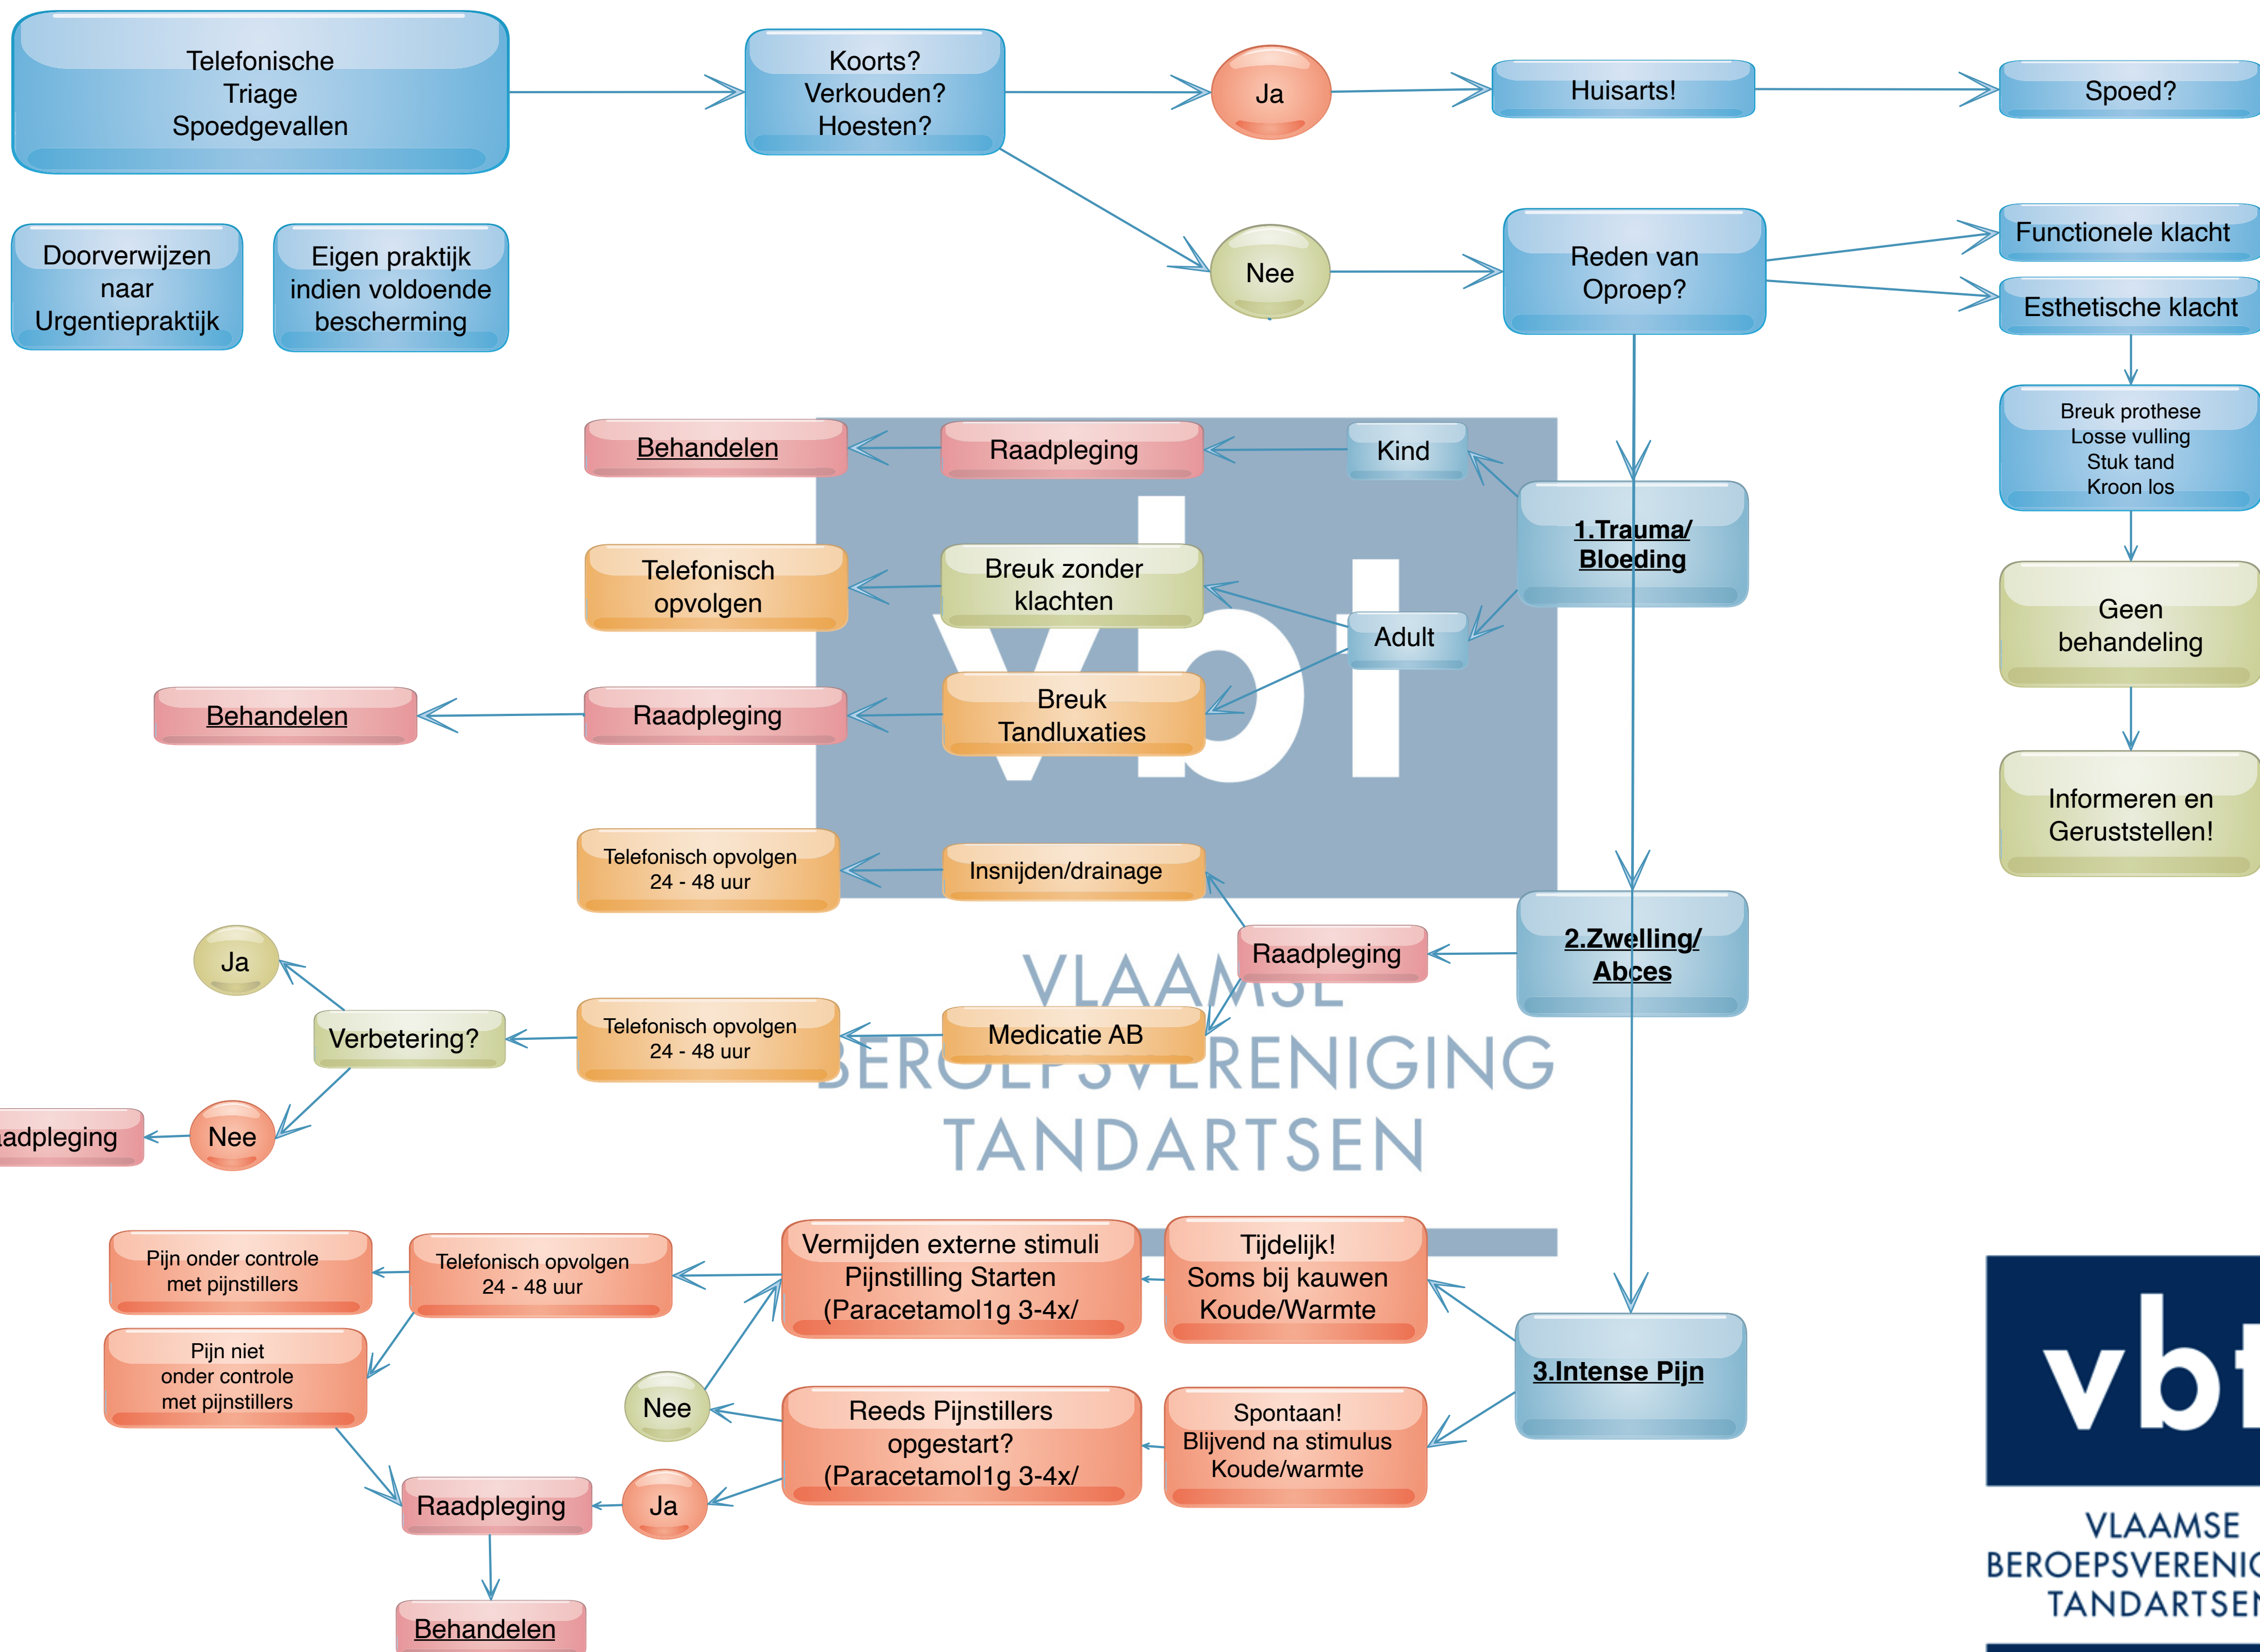 Telefonische
Triage
Spoedgevallen
Koorts?
Verkouden?
Hoesten?
Ja
Huisarts!
Spoed?
Doorverwijzen
naar
Urgentiepraktijk
Eigen praktijk
indien voldoende
bescherming
Nee
Reden van
Oproep?
Functionele klacht
Esthetische klacht
Breuk prothese
Losse vulling
Stuk tand
Kroon los
Geen
behandeling
Informeren en
Geruststellen!
Behandelen
Raadpleging
Kind
1.Trauma/
Bloeding
Telefonisch
opvolgen
Breuk zonder
klachten
Adult
Behandelen
Raadpleging
Breuk
Tandluxaties
Telefonisch opvolgen
24 - 48 uur
Insnijden/drainage
Raadpleging
2.Zwelling/
Abces
Ja
Verbetering?
Telefonisch opvolgen
24 - 48 uur
Medicatie AB
adpleging
Nee
vbt
VLAAMSE
BEROEPSVERENIGING
TANDARTSEN
Pijn onder controle
met pijnstillers
Telefonisch opvolgen
24 - 48 uur
Vermijden externe stimuli
Pijnstilling Starten
(Paracetamol1g 3-4x/
Tijdelijk!
Soms bij kauwen
Koude/Warmte
3.Intense Pijn
Pijn niet
onder controle
met pijnstillers
Nee
Reeds Pijnstillers
opgestart?
(Paracetamol1g 3-4x/
Spontaan!
Blijvend na stimulus
Koude/warmte
Raadpleging
Ja
Behandelen
vbt
VLAAMSE
BEROEPSVERENIG
TANDARTSEN